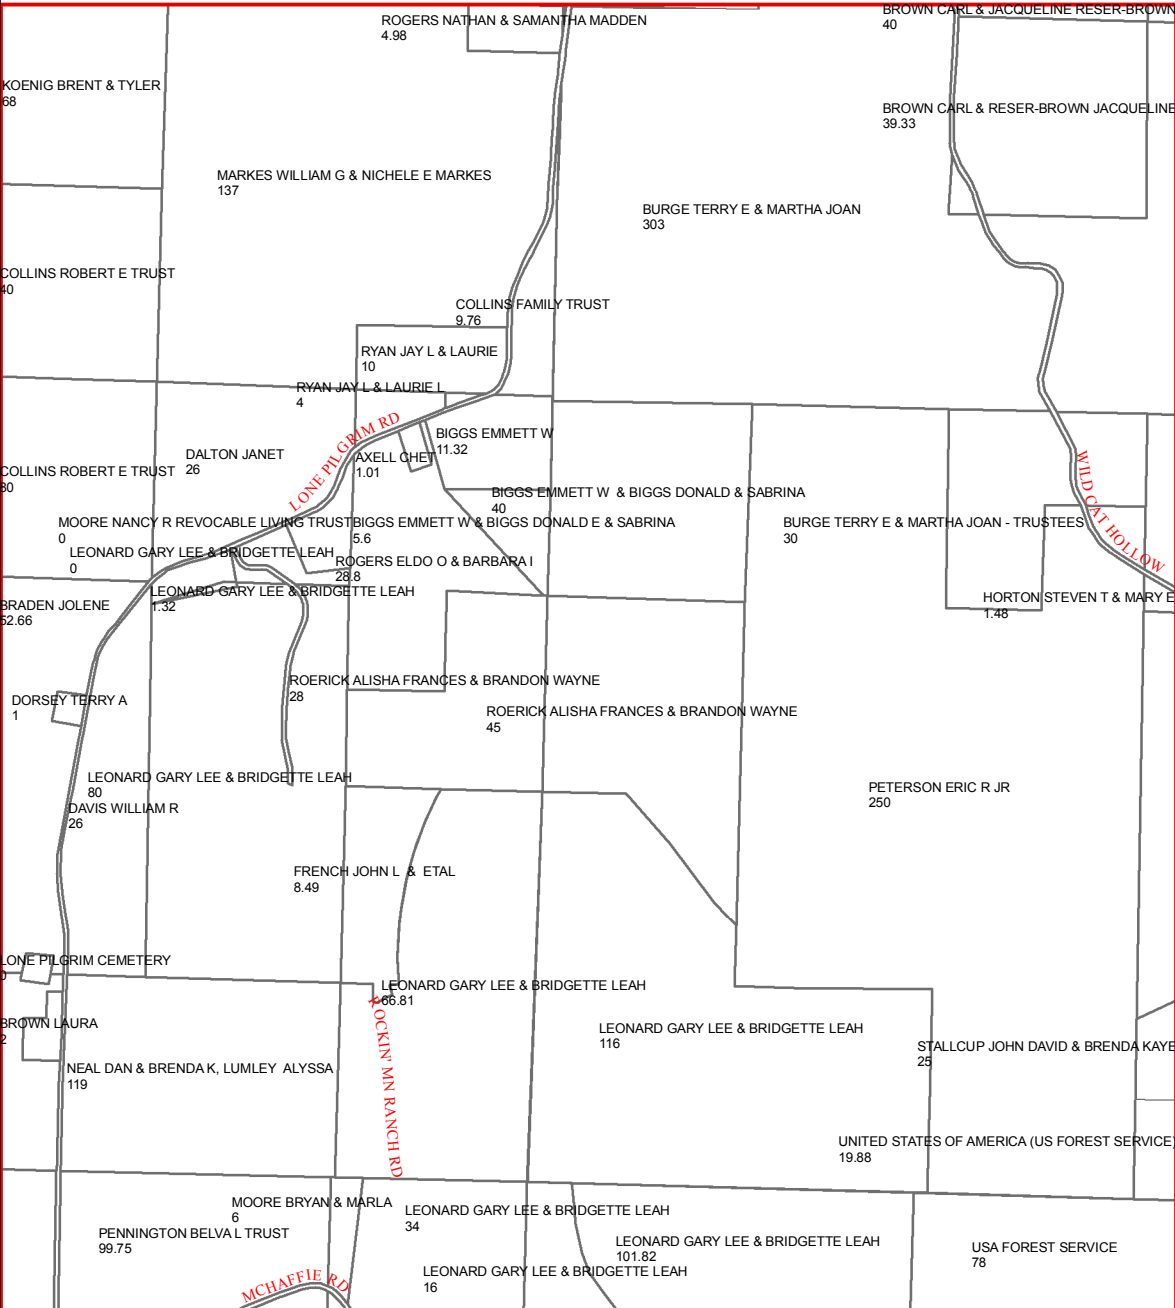 ROGERS NATHAN & SAMANTHA MADDEN
4.98
BROWN CARL & JACQUELINE RESER-BROWN
40
KOENIG BRENT & TYLER
68
BROWN CARL & RESER-BROWN JACQUELINE
39.33
MARKES WILLIAM G & NICHELE E MARKES
137
BURGE TERRY E & MARTHA JOAN
303
COLLINS ROBERT E TRUST
40
COLLINS FAMILY TRUST
9.76
RYAN JAY L & LAURIE
10
RYAN JAY L & LAURIE L
4
LONE PILGRIM RD
BIGGS EMMETT W
11.32
DALTON JANET
26
AXELL CHET
1.01
COLLINS ROBERT E TRUST
80
BIGGS EMMETT W & BIGGS DONALD & SABRINA
40
WILD CAT HOLLOW
MOORE NANCY R REVOCABLE LIVING TRUST
0
BIGGS EMMETT W & BIGGS DONALD E & SABRINA
5.6
BURGE TERRY E & MARTHA JOAN - TRUSTEES
30
LEONARD GARY LEE & BRIDGETTE LEAH
0
ROGERS ELDO O & BARBARA I
28.8
LEONARD GARY LEE & BRIDGETTE LEAH
1.32
HORTON STEVEN T & MARY E
1.48
BRADEN JOLENE
52.66
ROERICK ALISHA FRANCES & BRANDON WAYNE
28
DORSEY TERRY A
1
ROERICK ALISHA FRANCES & BRANDON WAYNE
45
LEONARD GARY LEE & BRIDGETTE LEAH
80
PETERSON ERIC R JR
250
DAVIS WILLIAM R
26
FRENCH JOHN L & ETAL
8.49
LONE PILGRIM CEMETERY
0
LEONARD GARY LEE & BRIDGETTE LEAH
66.81
ROCKIN' MN RANCH RD
BROWN LAURA
2
LEONARD GARY LEE & BRIDGETTE LEAH
116
STALLCUP JOHN DAVID & BRENDA KAYE
25
NEAL DAN & BRENDA K, LUMLEY ALYSSA
119
UNITED STATES OF AMERICA (US FOREST SERVICE)
19.88
MOORE BRYAN & MARLA
6
LEONARD GARY LEE & BRIDGETTE LEAH
34
PENNINGTON BELVA L TRUST
99.75
LEONARD GARY LEE & BRIDGETTE LEAH
101.82
USA FOREST SERVICE
78
LEONARD GARY LEE & BRIDGETTE LEAH
16
MCHAFFIE RD